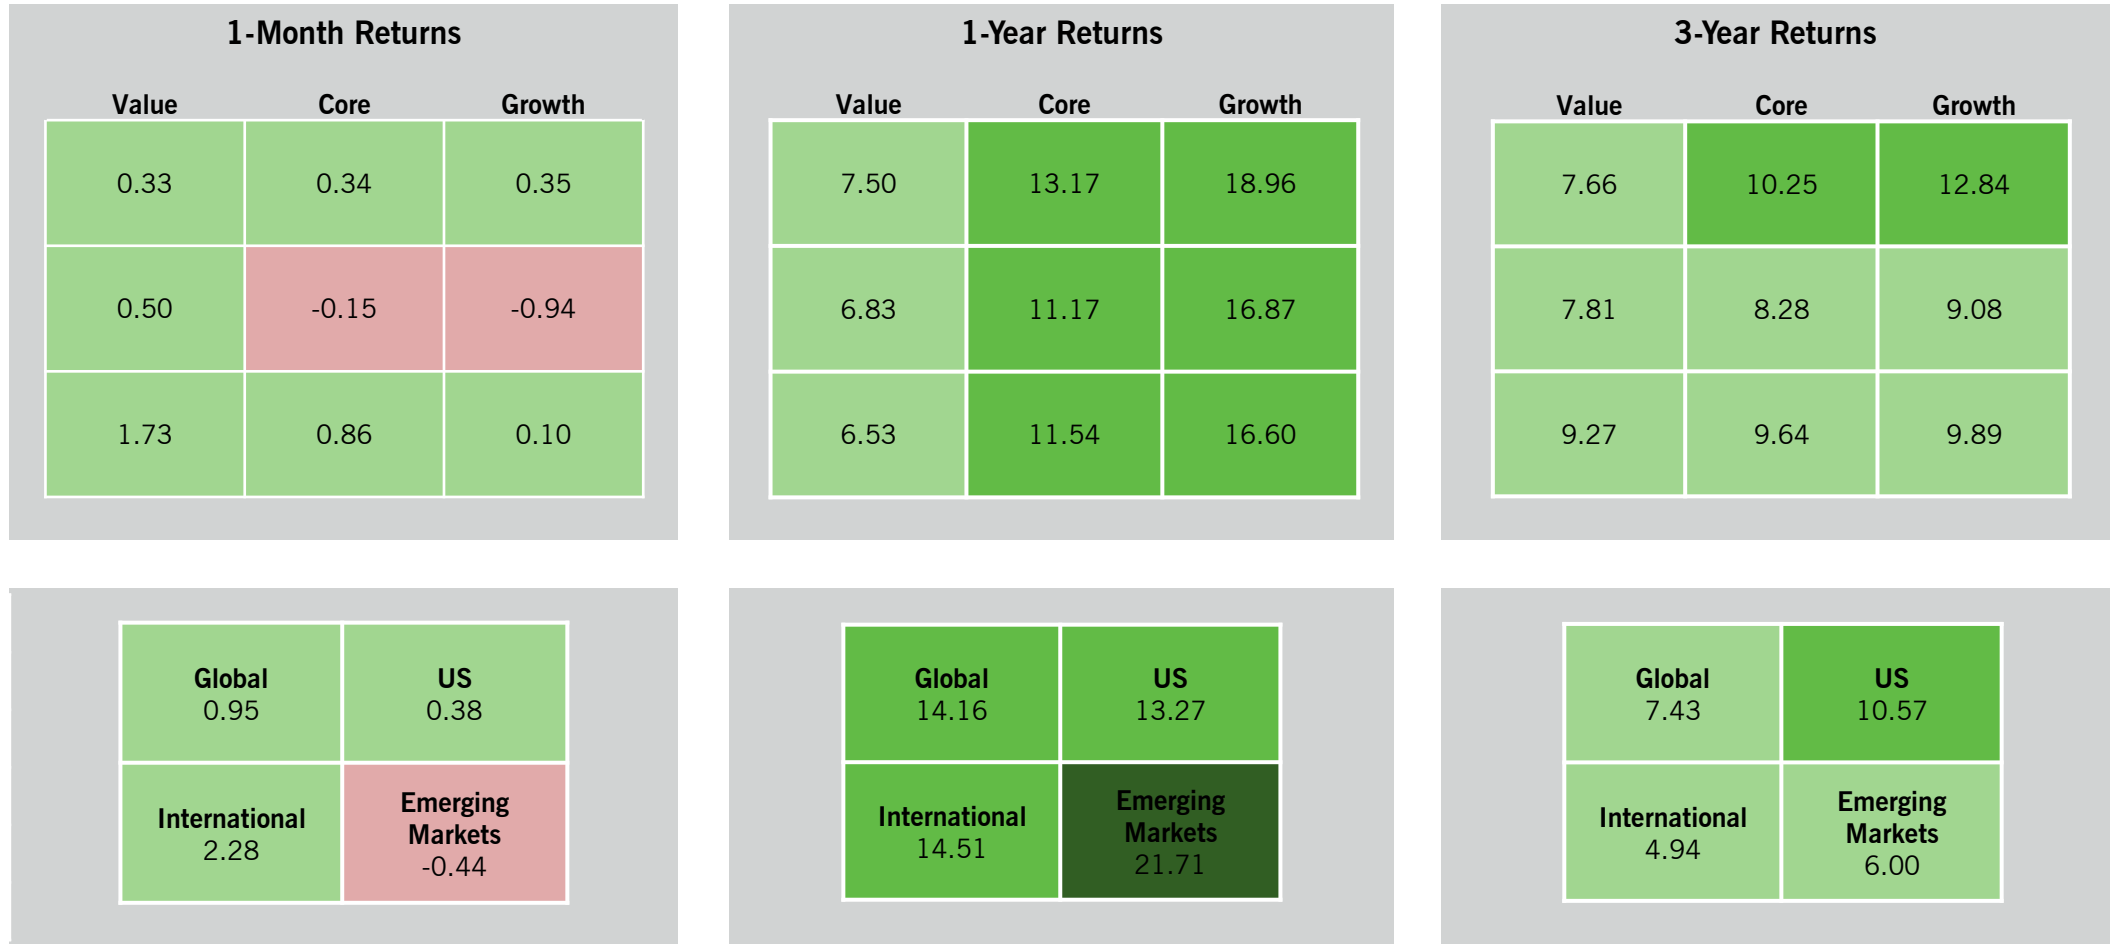 1-Month Returns
Value Core Growth
0.33 0.34 0.35
0.50 -0.15 -0.94
1.73 0.86 0.10
1-Year Returns
Value Core Growth
7.50 13.17 18.96
6.83 11.17 16.87
6.53 11.54 16.60
3-Year Returns
Value Core Growth
7.66 10.25 12.84
7.81 8.28 9.08
9.27 9.64 9.89
Global
0.95
US
0.38
International
2.28
Emerging
Markets
-0.44
Global
14.16
US
13.27
International
14.51
Emerging
Markets
21.71
Global
7.43
US
10.57
International
4.94
Emerging
Markets
6.00